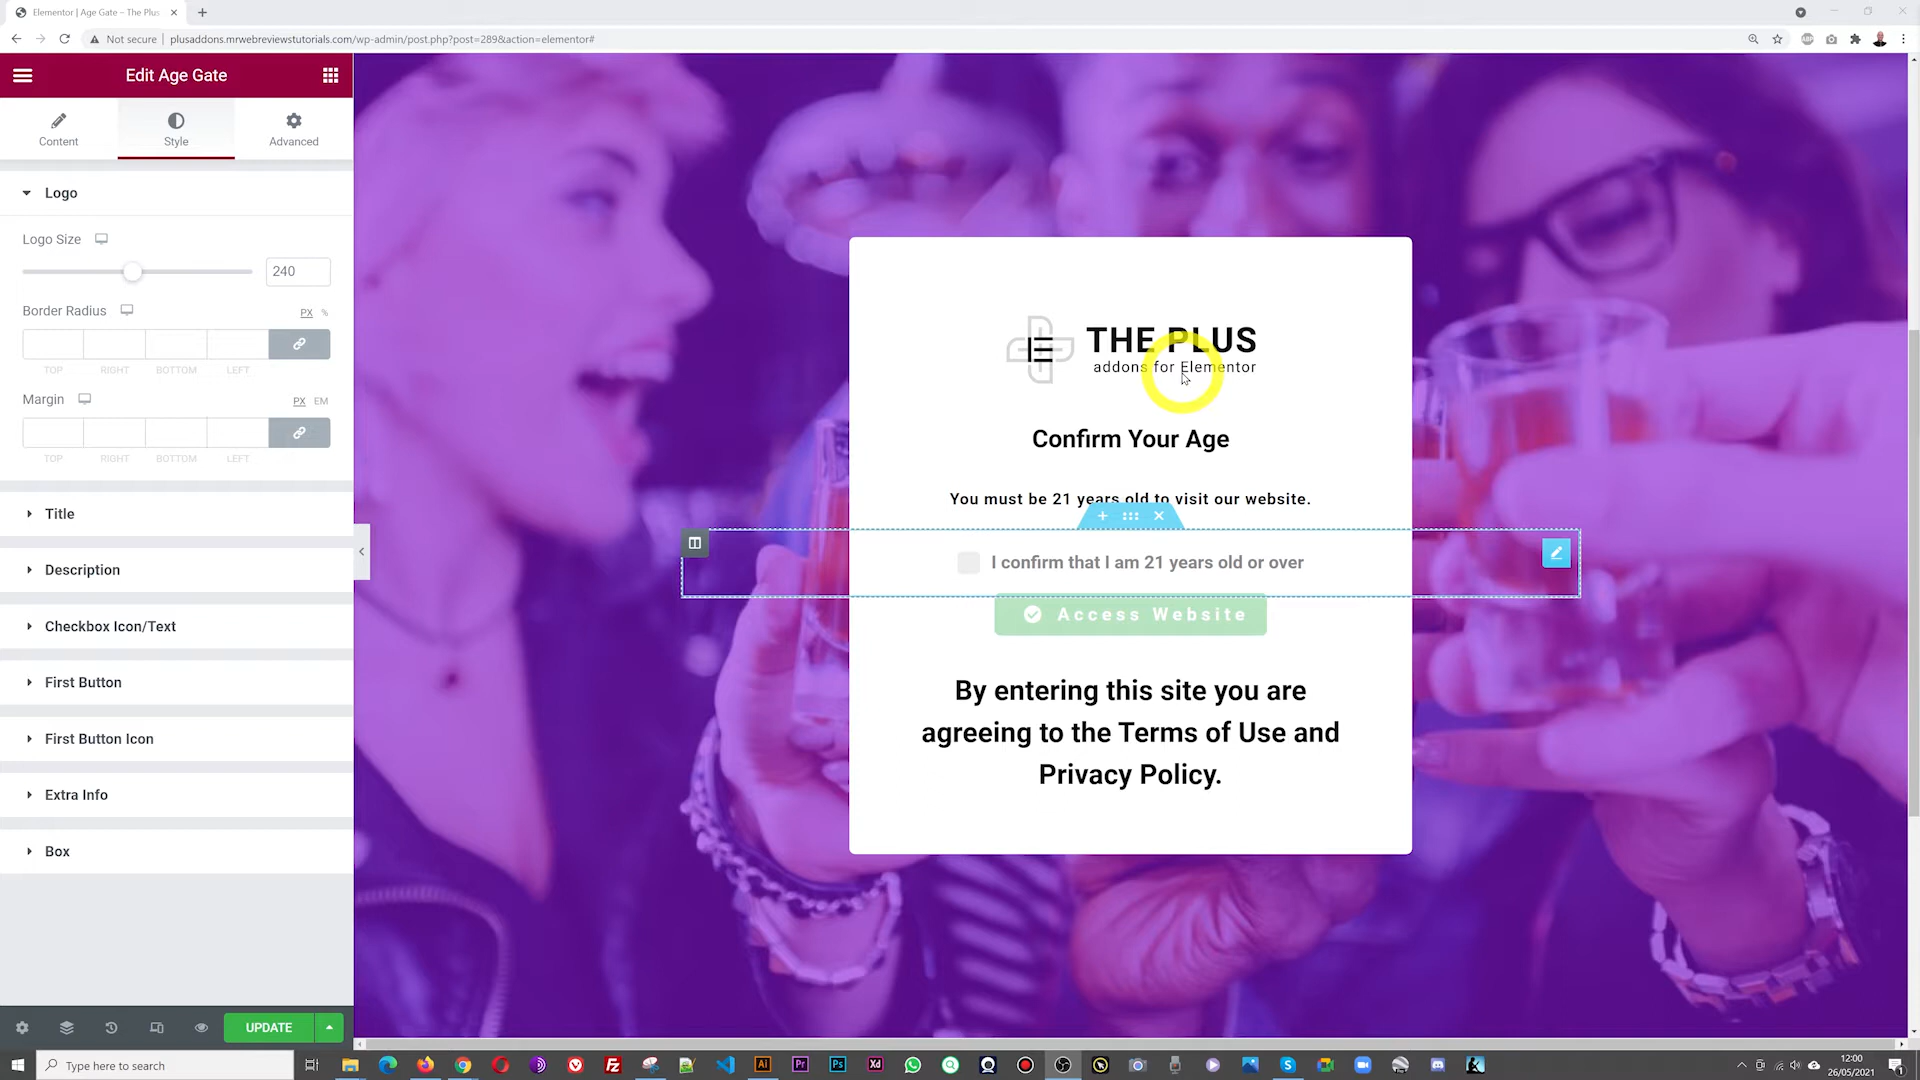 Elementor | Age Gate – The Plus
Not secure
plusaddons.mrwebreviewstutorials.com/wp-admin/post.php?post=289&action=elementor#
Edit Age Gate
Content
Style
Advanced
Logo
Logo Size
240
Border Radius
PX %
TOP RIGHT BOTTOM LEFT
Margin
PX EM
TOP RIGHT BOTTOM LEFT
Title
Description
Checkbox Icon/Text
First Button
First Button Icon
Extra Info
Box
UPDATE
THE PLUS
addons for Elementor
Confirm Your Age
You must be 21 years old to visit our website.
I confirm that I am 21 years old or over
Access Website
By entering this site you are
agreeing to the Terms of Use and
Privacy Policy.
Type here to search
Ai
Pr
Ps
Xd
12:00
26/05/2021